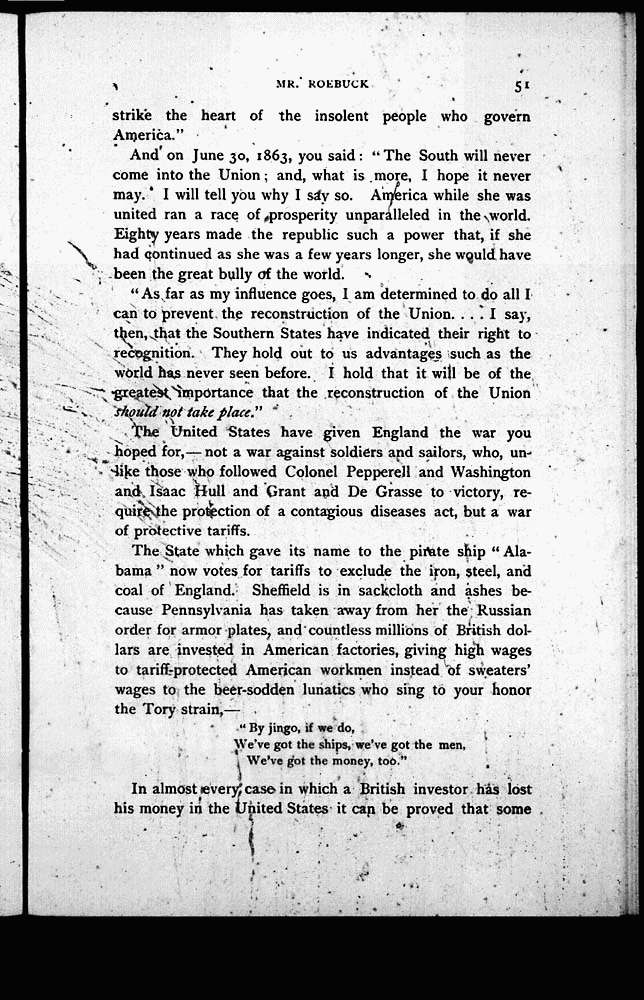 MR. ROEBUCK 51
strike the heart of the insolent people who govern
America."
And on June 30, 1863, you said: "The South will never
come into the Union; and, what is more, I hope it never
may. I will tell you why I say so. America while she was
united ran a race of prosperity unparalleled in the world.
Eighty years made the republic such a power that, if she
had continued as she was a few years longer, she would have
been the great bully of the world.
"As far as my influence goes, I am determined to do all I
can to prevent the reconstruction of the Union. . . . I say,
then, that the Southern States have indicated their right to
recognition. They hold out to us advantages such as the
world has never seen before. I hold that it will be of the
greatest importance that the reconstruction of the Union
should not take place."
The United States have given England the war you
hoped for,—not a war against soldiers and sailors, who, un-
like those who followed Colonel Pepperell and Washington
and Isaac Hull and Grant and De Grasse to victory, re-
quire the protection of a contagious diseases act, but a war
of protective tariffs.
The State which gave its name to the pirate ship "Ala-
bama" now votes for tariffs to exclude the iron, steel, and
coal of England. Sheffield is in sackcloth and ashes be-
cause Pennsylvania has taken away from her the Russian
order for armor plates, and countless millions of British dol-
lars are invested in American factories, giving high wages
to tariff-protected American workmen instead of sweaters'
wages to the beer-sodden lunatics who sing to your honor
the Tory strain,—
"By jingo, if we do,
We've got the ships, we've got the men,
We've got the money, too."
In almost every case in which a British investor has lost
his money in the United States it can be proved that some